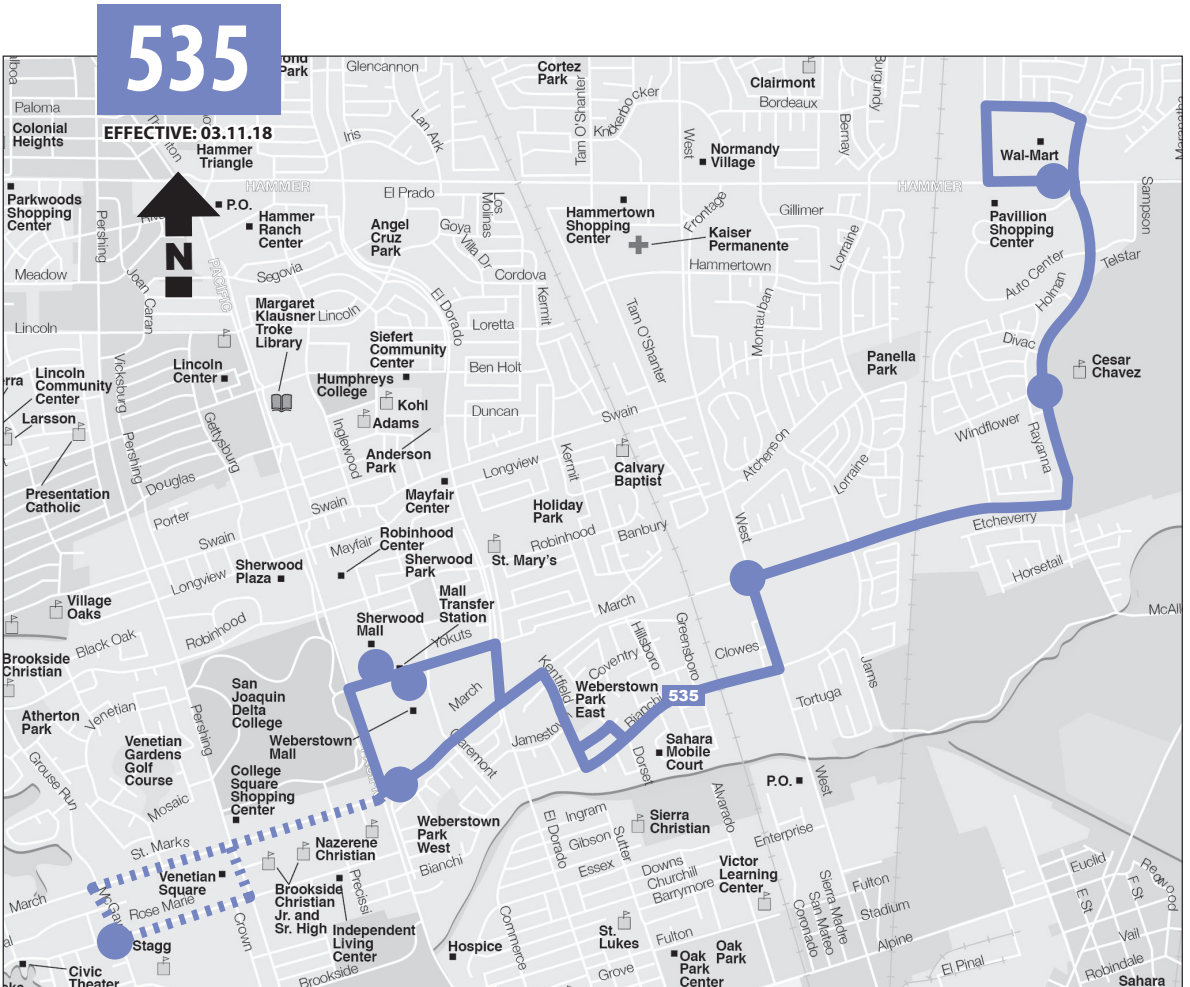 535
EFFECTIVE: 03.11.18
Park
Glencannon
Cortez
Park
Clairmont
Bordeaux
Burgundy
Paloma
Colonial
Heights
Iris
Lan Ark
Tam O'Shanter
Knickerbocker
West
Bernay
Hammer
Triangle
Normandy
Village
Wal-Mart
HAMMER
HAMMER
El Prado
Parkwoods
Shopping
Center
Pershing
P.O.
Hammer
Ranch
Center
Angel
Cruz
Park
Los
Molinas
Goya
Villa Dr
Hammertown
Shopping
Center
Frontage
Gillimer
Kaiser
Permanente
Lorraine
Pavillion
Shopping
Center
Sampson
N
Meadow
Joan
Caran
PACIFIC
Segovia
Cordova
Hammertown
Auto Center
Holman
Telstar
Margaret
Klausner
Troke
Library
Lincoln
Lincoln
El Dorado
Kermit
Loretta
Tam O'Shanter
Montauban
Divac
Siefert
Community
Center
Ben Holt
Panella
Park
Cesar
Chavez
Lincoln
Center
Vicksburg
Lincoln
Community
Center
Larsson
Humphreys
College
Kohl
Adams
Duncan
Swain
Gettysburg
Inglewood
Anderson
Park
Pershing
Windflower
Rayanna
Atcheson
Lorraine
Longview
Kermit
Calvary
Baptist
Presentation
Catholic
Douglas
Porter
Swain
Swain
Mayfair
Center
Holiday
Park
West
Etcheverry
Mayfair
Robinhood
Center
Sherwood
Park
Robinhood
Banbury
St. Mary's
Sherwood
Plaza
Longview
Horsetail
Mall
Transfer
Station
March
Village
Oaks
Robinhood
Black Oak
Sherwood
Mall
Yokuts
Hillsboro
Greensboro
Clowes
Brookside
Christian
Kentfield
Coventry
Jams
San
Joaquin
Delta
College
March
Weberstown
Park
East
Bianchi
535
Tortuga
Atherton
Park
Venetian
Pershing
Weberstown
Mall
Claremont
Jamestown
Dorset
Sahara
Mobile
Court
Venetian
Gardens
Golf
Course
Grouse Run
College
Square
Shopping
Center
Mosaic
P.O.
West
Alvarado
Weberstown
Park
West
Bianchi
El Dorado
Ingram
Gibson
Sutter
Essex
Sierra
Christian
Enterprise
St. Marks
Nazerene
Christian
Venetian
Square
Downs
Churchill
Barrymore
Victor
Learning
Center
Euclid
Redwood
E St
F St
March
Rose Marie
Brookside
Christian
Jr. and
Sr. High
Precissi
Independent
Living
Center
Crown
Commerce
Sierra Madre
San Mateo
Coronado
Fulton
Stadium
Stagg
Hospice
St.
Lukes
Fulton
Oak
Park
Alpine
Vail
Civic
Theater
Brookside
Grove
Oak
Park
Center
El Pinal
Robindale
Sahara